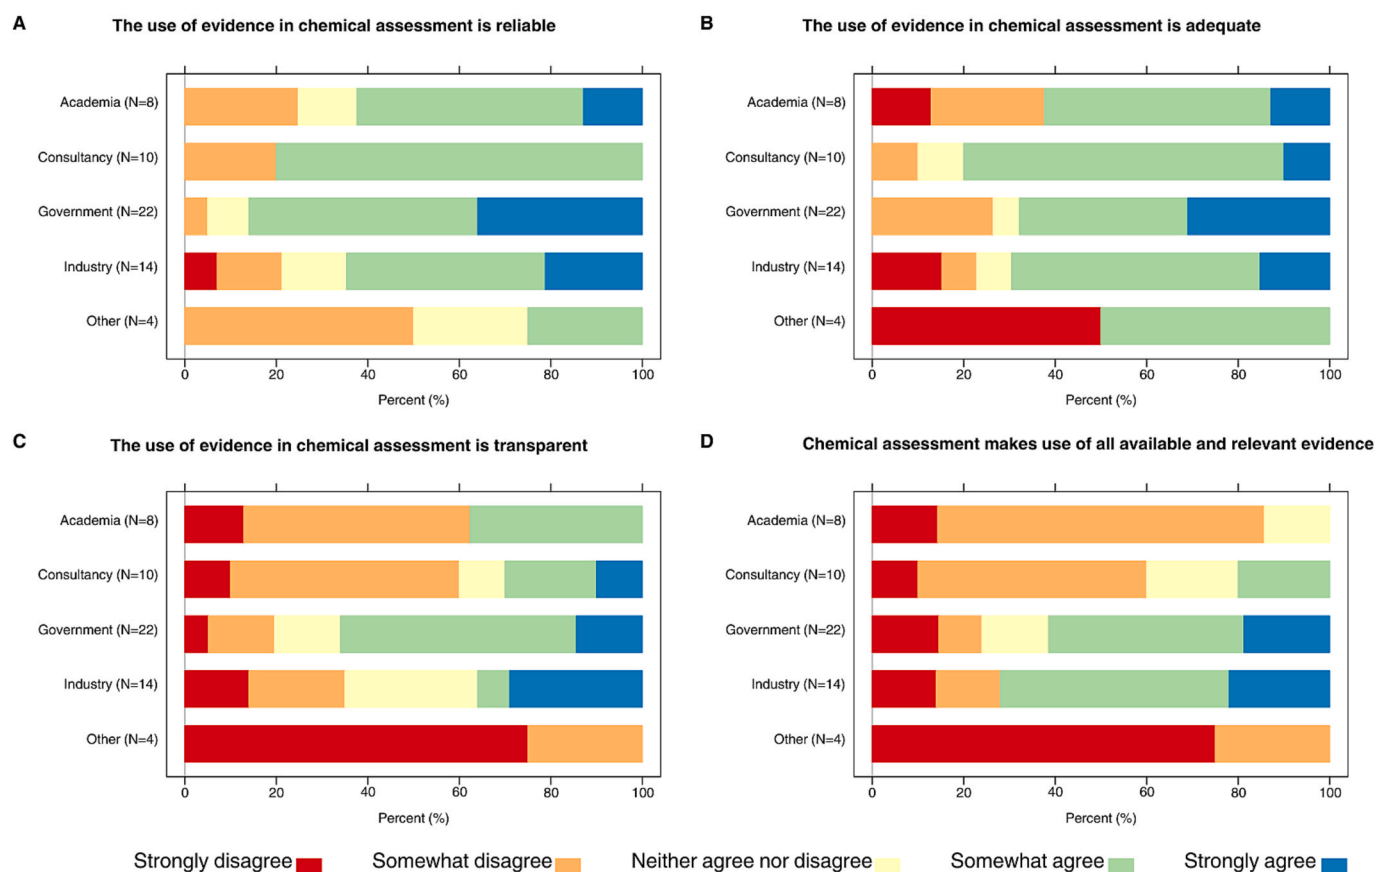 A The use of evidence in chemical assessment is reliable
Academia (N=8)
Consultancy (N=10)
Government (N=22)
Industry (N=14)
Other (N=4)
0 20 40 60 80 100
Percent (%)
B The use of evidence in chemical assessment is adequate
Academia (N=8)
Consultancy (N=10)
Government (N=22)
Industry (N=14)
Other (N=4)
0 20 40 60 80 100
Percent (%)
C The use of evidence in chemical assessment is transparent
Academia (N=8)
Consultancy (N=10)
Government (N=22)
Industry (N=14)
Other (N=4)
0 20 40 60 80 100
Percent (%)
D Chemical assessment makes use of all available and relevant evidence
Academia (N=8)
Consultancy (N=10)
Government (N=22)
Industry (N=14)
Other (N=4)
0 20 40 60 80 100
Percent (%)
Strongly disagree Somewhat disagree Neither agree nor disagree Somewhat agree Strongly agree